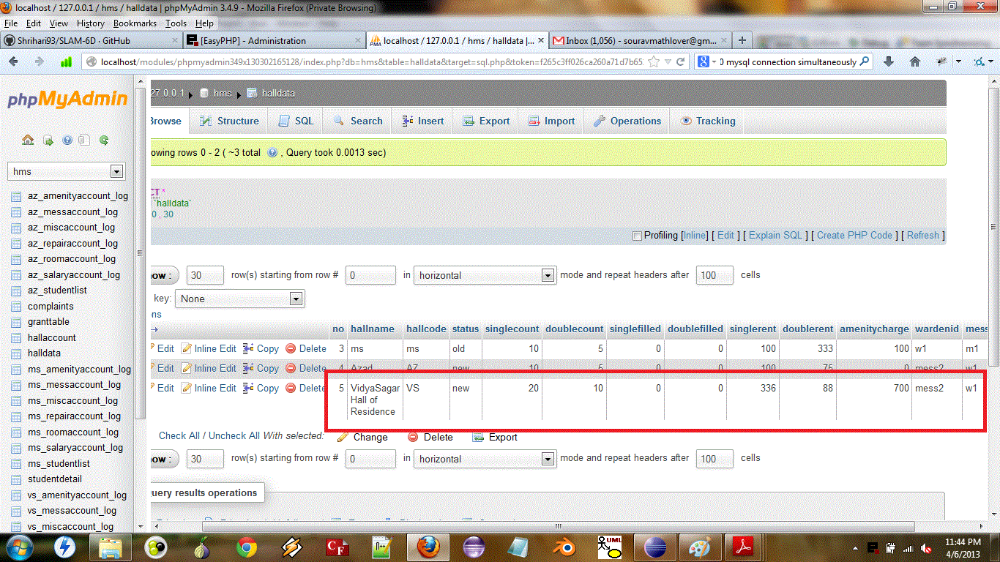 localhost / 127.0.0.1 / hms / halldata | phpMyAdmin 3.4.9 - Mozilla Firefox (Private Browsing)
File Edit View History Bookmarks Tools Help
Shrihari93/SLAM-6D · GitHub
[EasyPHP] - Administration
localhost / 127.0.0.1 / hms / halldata |...
Inbox (1,056) - souravmathlover@gm...
localhost/modules/phpmyadmin349x130302165128/index.php?db=hms&table=halldata&target=sql.php&token=f265c3ff026ca260a71d7b65
0 mysql connection simultaneously
phpMyAdmin
hms
az_amenityaccount_log
az_messaccount_log
az_miscaccount_log
az_repairaccount_log
az_roomaccount_log
az_salaryaccount_log
az_studentlist
complaints
granttable
hallaccount
halldata
ms_amenityaccount_log
ms_messaccount_log
ms_miscaccount_log
ms_repairaccount_log
ms_roomaccount_log
ms_salaryaccount_log
ms_studentlist
studentdetail
vs_amenityaccount_log
vs_messaccount_log
vs_miscaccount_log
27.0.0.1 hms halldata
Browse Structure SQL Search Insert Export Import Operations Tracking
owing rows 0 - 2 ( ~3 total , Query took 0.0013 sec)
CT *
`halldata`
0 , 30
Profiling [Inline] [ Edit ] [ Explain SQL ] [ Create PHP Code ] [ Refresh ]
ow : 30 row(s) starting from row # 0 in horizontal mode and repeat headers after 100 cells
key: None
ons
no hallname hallcode status singlecount doublecount singlefilled doublefilled singlerent doublerent amenitycharge wardenid mess
Edit Inline Edit Copy Delete 3 ms ms old 10 5 0 0 100 333 100 w1 m1
Edit Inline Edit Copy Delete 4 Azad AZ new 10 5 0 0 100 75 0 mess2 w1
Edit Inline Edit Copy Delete 5 VidyaSagar VS new 20 10 0 0 336 88 700 mess2 w1
Hall of
Residence
Check All / Uncheck All With selected: Change Delete Export
ow : 30 row(s) starting from row # 0 in horizontal mode and repeat headers after 100 cells
uery results operations
11:44 PM
4/6/2013